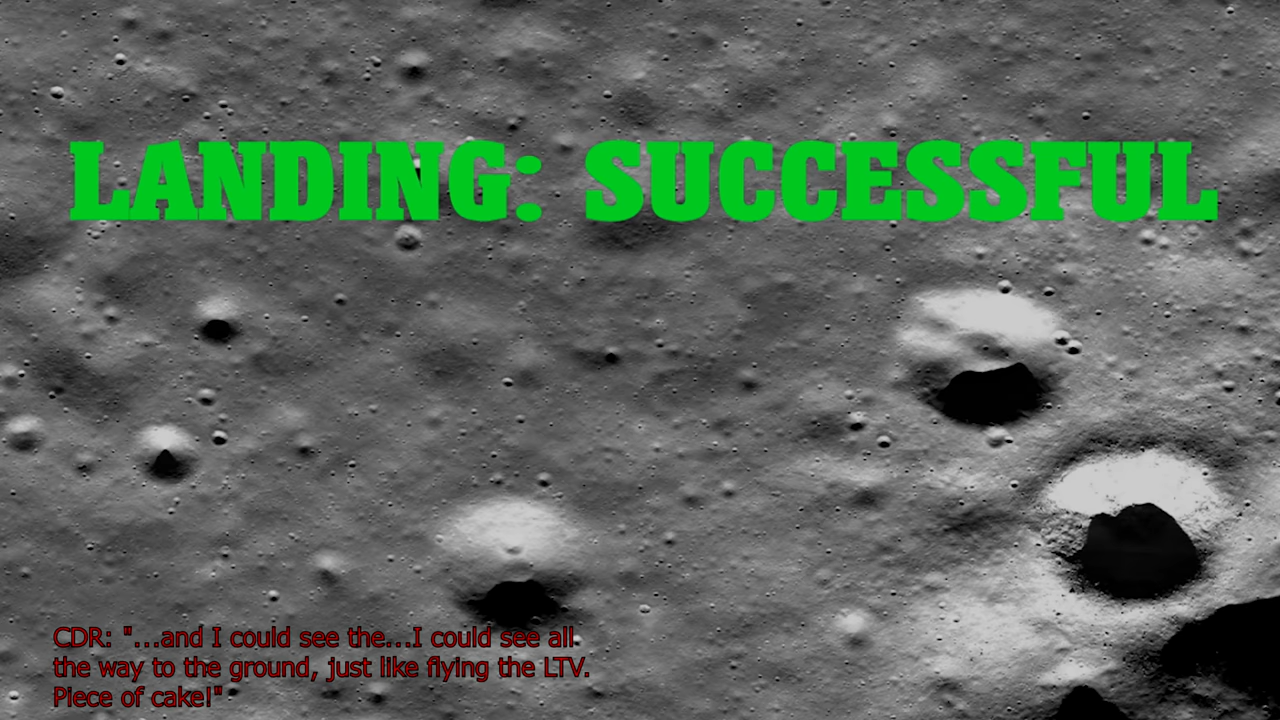 LANDING: SUCCESSFUL
CDR: "...and I could see the...I could see all
the way to the ground, just like flying the LTV.
Piece of cake!"